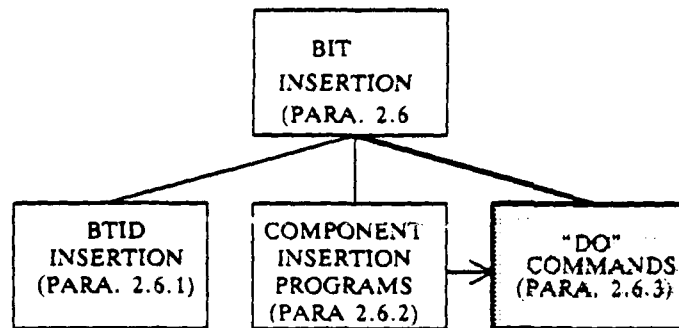 BIT
INSERTION
(PARA. 2.6
BTID
INSERTION
(PARA. 2.6.1)
COMPONENT
INSERTION
PROGRAMS
(PARA 2.6.2)
"DO"
COMMANDS
(PARA. 2.6.3)